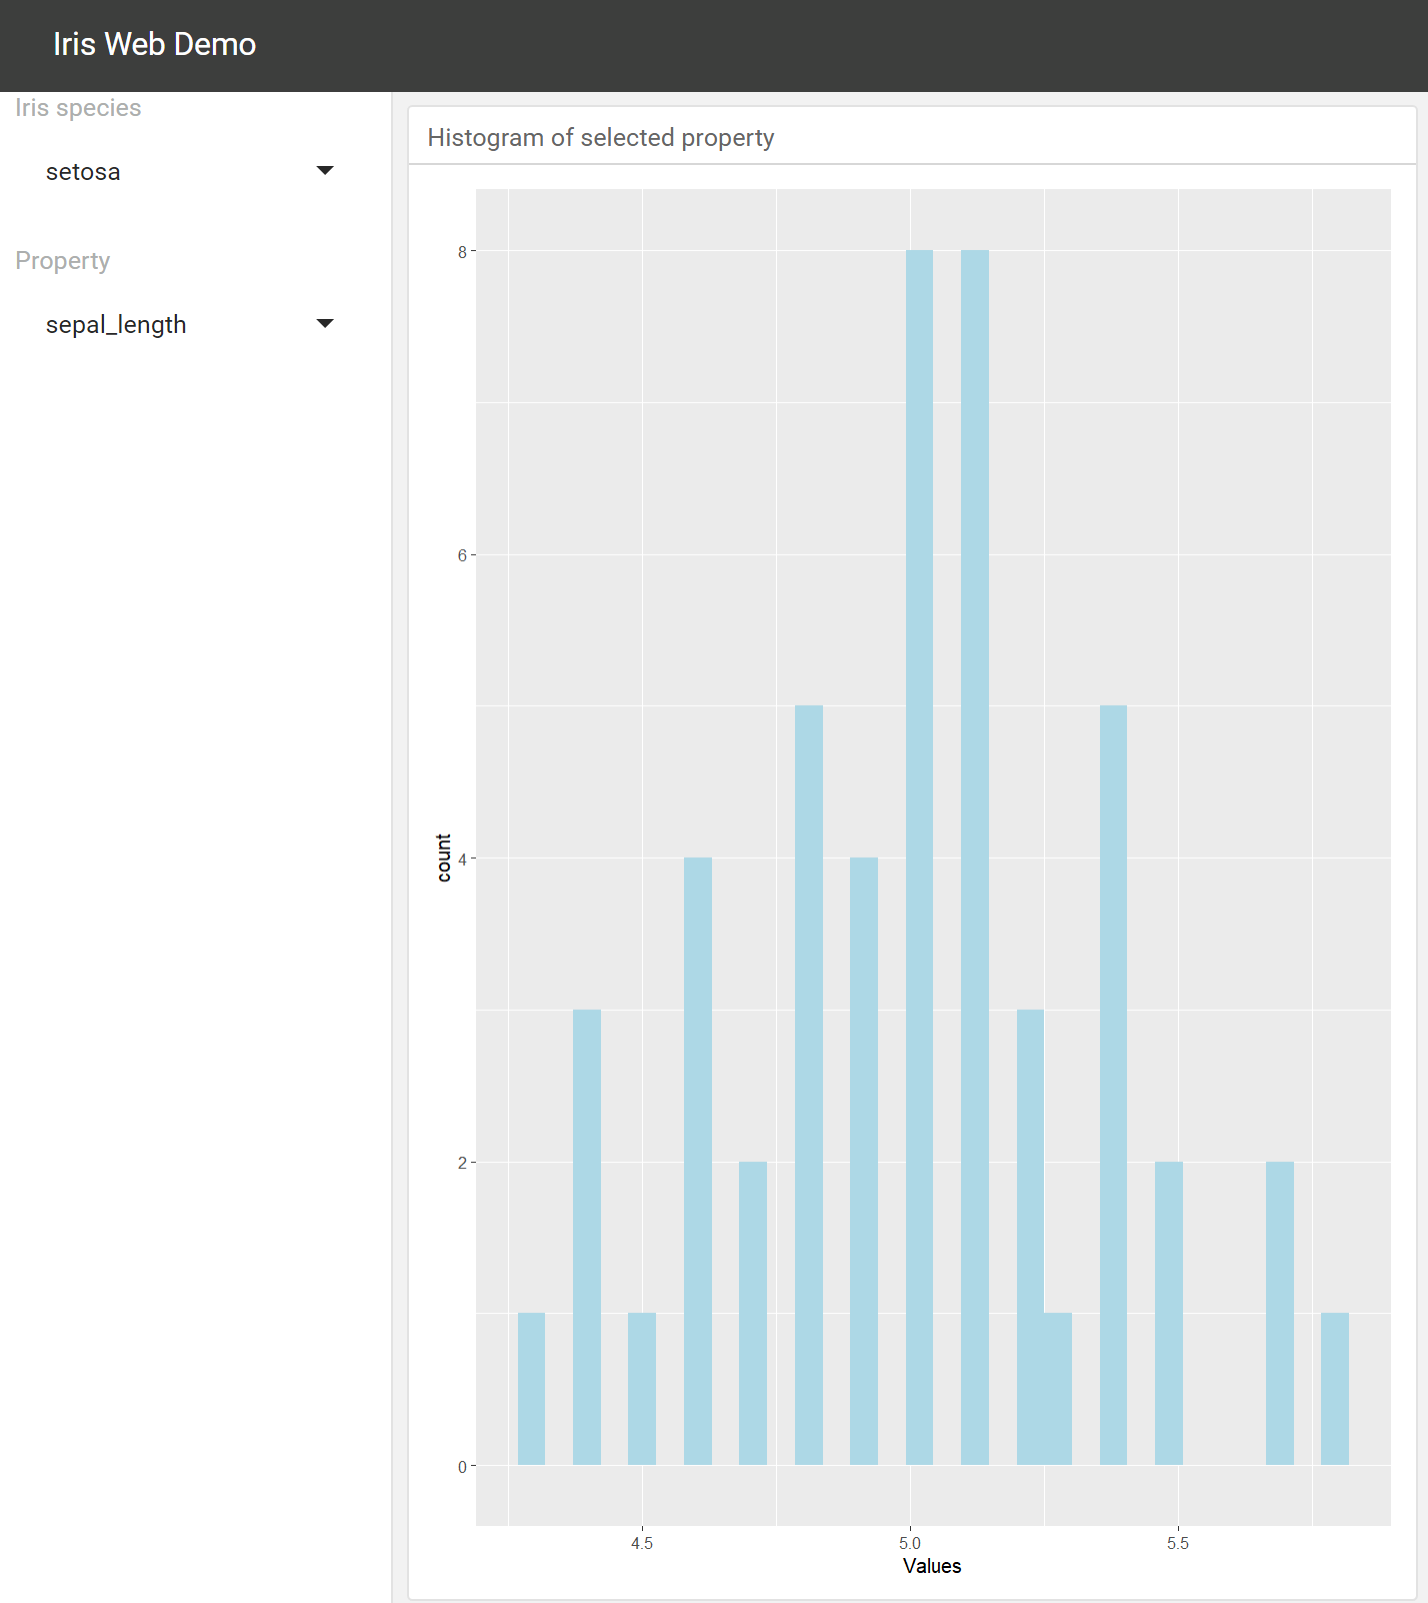 Iris Web Demo
Iris species
setosa
Property
sepal_length
Histogram of selected property
8
6
4
2
0
count
4.5 5.0 5.5
Values